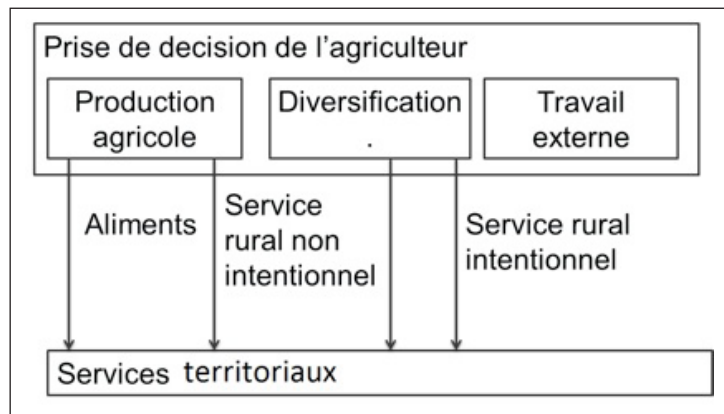 Prise de decision de l'agriculteur
Production
agricole
Diversification
.
Travail
externe
Aliments
Service
rural non
intentionnel
Service rural
intentionnel
Services territoriaux